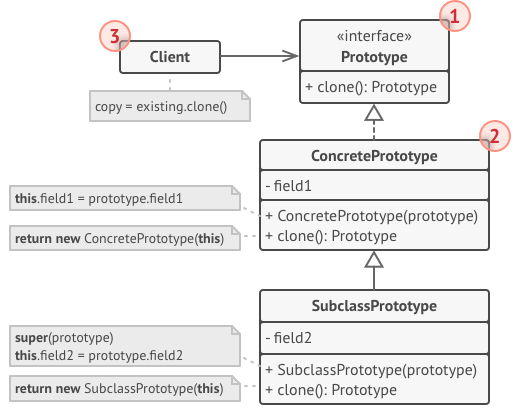 1
«interface»
Prototype
+ clone(): Prototype
3
Client
copy = existing.clone()
2
ConcretePrototype
- field1
+ ConcretePrototype(prototype)
+ clone(): Prototype
this.field1 = prototype.field1
return new ConcretePrototype(this)
SubclassPrototype
- field2
+ SubclassPrototype(prototype)
+ clone(): Prototype
super(prototype)
this.field2 = prototype.field2
return new SubclassPrototype(this)